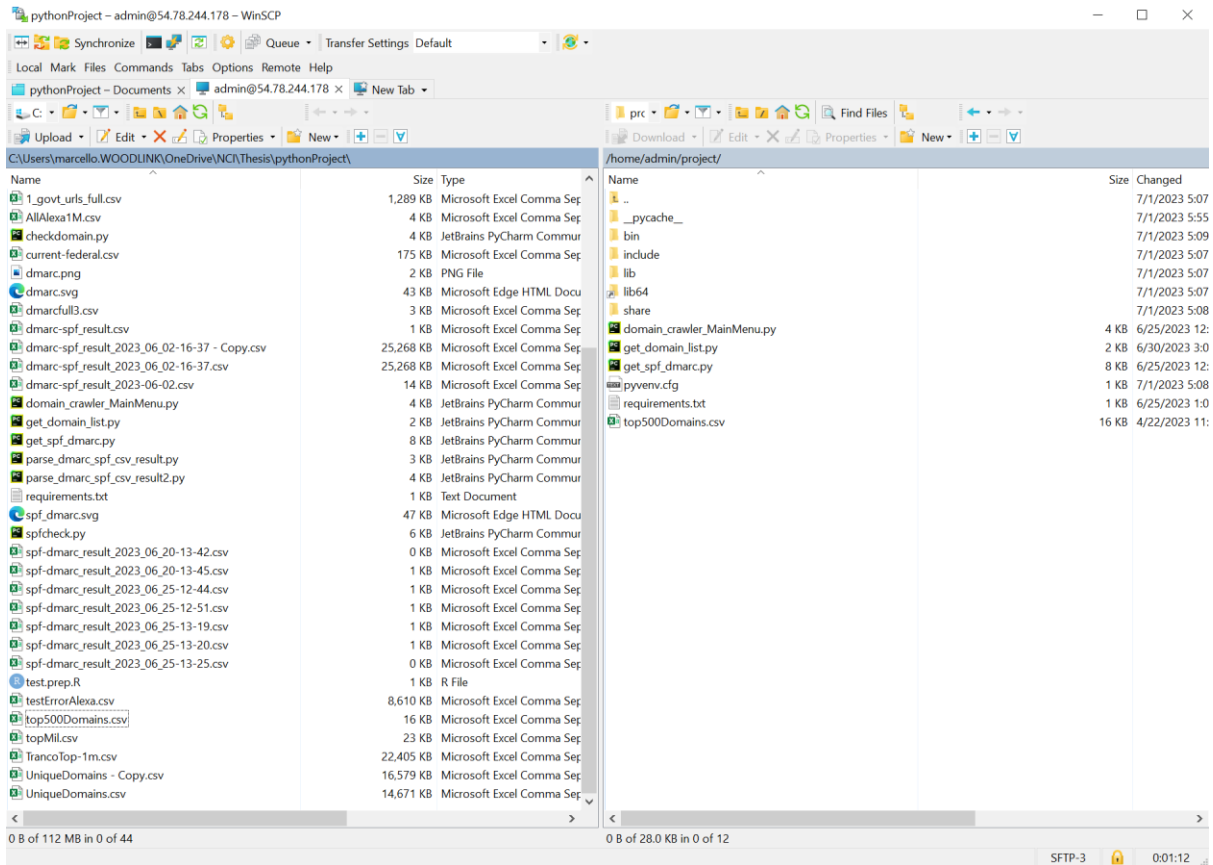 pythonProject – admin@54.78.244.178 – WinSCP
Synchronize Queue Transfer Settings Default
Local Mark Files Commands Tabs Options Remote Help
pythonProject – Documents × admin@54.78.244.178 × New Tab
C: prc Find Files
Upload Edit Properties New Download Edit Properties New
C:\Users\marcello.WOODLINK\OneDrive\NCI\Thesis\pythonProject\
Name Size Type
1_govt_urls_full.csv 1,289 KB Microsoft Excel Comma Sep
AllAlexa1M.csv 4 KB Microsoft Excel Comma Sep
checkdomain.py 4 KB JetBrains PyCharm Commur
current-federal.csv 175 KB Microsoft Excel Comma Sep
dmarc.png 2 KB PNG File
dmarc.svg 43 KB Microsoft Edge HTML Docu
dmarcfull3.csv 3 KB Microsoft Excel Comma Sep
dmarc-spf_result.csv 1 KB Microsoft Excel Comma Sep
dmarc-spf_result_2023_06_02-16-37 - Copy.csv 25,268 KB Microsoft Excel Comma Sep
dmarc-spf_result_2023_06_02-16-37.csv 25,268 KB Microsoft Excel Comma Sep
dmarc-spf_result_2023-06-02.csv 14 KB Microsoft Excel Comma Sep
domain_crawler_MainMenu.py 4 KB JetBrains PyCharm Commur
get_domain_list.py 2 KB JetBrains PyCharm Commur
get_spf_dmarc.py 8 KB JetBrains PyCharm Commur
parse_dmarc_spf_csv_result.py 3 KB JetBrains PyCharm Commur
parse_dmarc_spf_csv_result2.py 4 KB JetBrains PyCharm Commur
requirements.txt 1 KB Text Document
spf_dmarc.svg 47 KB Microsoft Edge HTML Docu
spfcheck.py 6 KB JetBrains PyCharm Commur
spf-dmarc_result_2023_06_20-13-42.csv 0 KB Microsoft Excel Comma Sep
spf-dmarc_result_2023_06_20-13-45.csv 1 KB Microsoft Excel Comma Sep
spf-dmarc_result_2023_06_25-12-44.csv 1 KB Microsoft Excel Comma Sep
spf-dmarc_result_2023_06_25-12-51.csv 1 KB Microsoft Excel Comma Sep
spf-dmarc_result_2023_06_25-13-19.csv 1 KB Microsoft Excel Comma Sep
spf-dmarc_result_2023_06_25-13-20.csv 1 KB Microsoft Excel Comma Sep
spf-dmarc_result_2023_06_25-13-25.csv 0 KB Microsoft Excel Comma Sep
test.prep.R 1 KB R File
testErrorAlexa.csv 8,610 KB Microsoft Excel Comma Sep
top500Domains.csv 16 KB Microsoft Excel Comma Sep
topMil.csv 23 KB Microsoft Excel Comma Sep
TrancoTop-1m.csv 22,405 KB Microsoft Excel Comma Sep
UniqueDomains - Copy.csv 16,579 KB Microsoft Excel Comma Sep
UniqueDomains.csv 14,671 KB Microsoft Excel Comma Sep
0 B of 112 MB in 0 of 44
/home/admin/project/
Name Size Changed
.. 7/1/2023 5:07
__pycache__ 7/1/2023 5:55
bin 7/1/2023 5:09
include 7/1/2023 5:07
lib 7/1/2023 5:07
lib64 7/1/2023 5:07
share 7/1/2023 5:08
domain_crawler_MainMenu.py 4 KB 6/25/2023 12:
get_domain_list.py 2 KB 6/30/2023 3:0
get_spf_dmarc.py 8 KB 6/25/2023 12:
pyvenv.cfg 1 KB 7/1/2023 5:08
requirements.txt 1 KB 6/25/2023 1:0
top500Domains.csv 16 KB 4/22/2023 11:
0 B of 28.0 KB in 0 of 12
SFTP-3 0:01:12